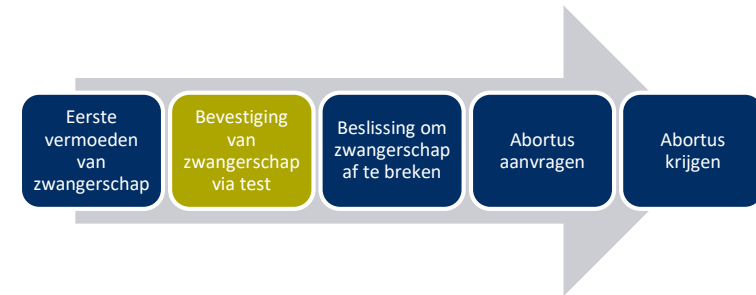 Eerste
vermoeden
van
zwangerschap
Bevestiging
van
zwangerschap
via test
Beslissing om
zwangerschap
af te breken
Abortus
aanvragen
Abortus
krijgen